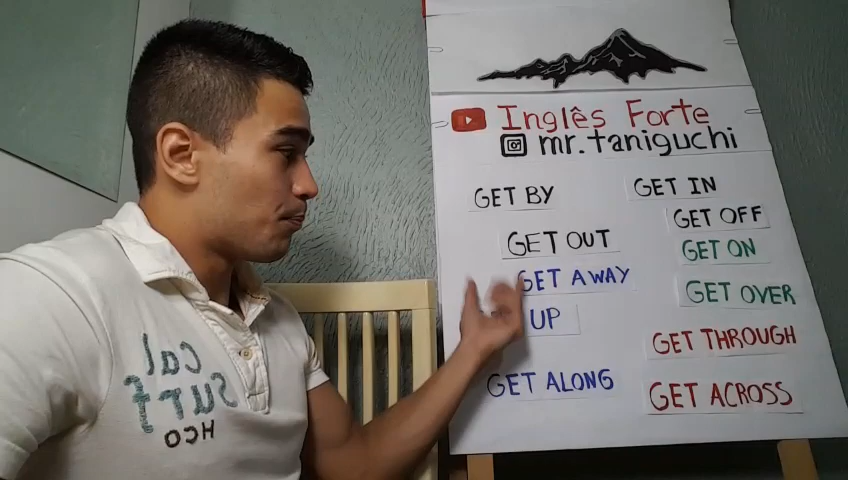 Inglês Forte
mr.taniguchi
GET BY
GET IN
GET OFF
GET OUT
GET ON
GET AWAY
GET OVER
UP
GET THROUGH
GET ALONG
GET ACROSS
Cal
Surf
HCO